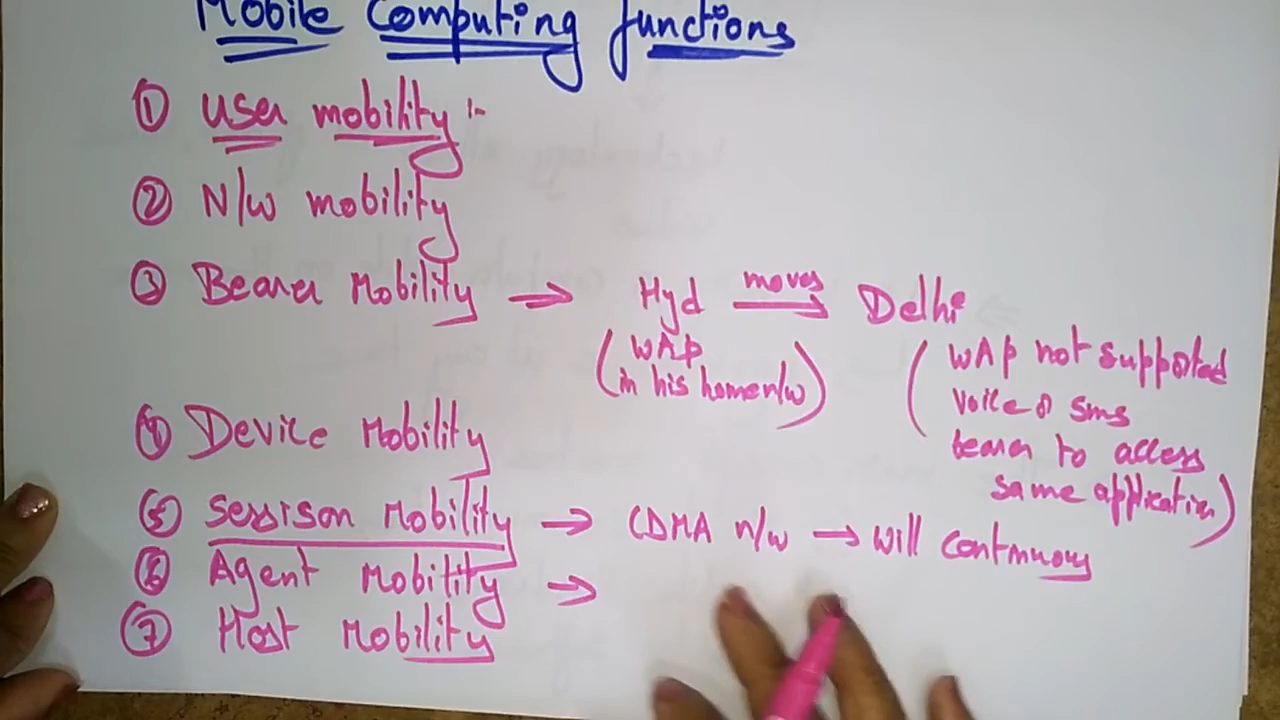 Mobile Computing functions
① user mobility :-
② N/w mobility
③ Bearer Mobility → Hyd moves → Delhi
(WAP in his home n/w)
(WAP not supported
voice & sms
bearer to access
same application)
④ Device Mobility
⑤ Sessison Mobility → CDMA n/w → will continuous
⑥ Agent Mobility →
⑦ Host Mobility